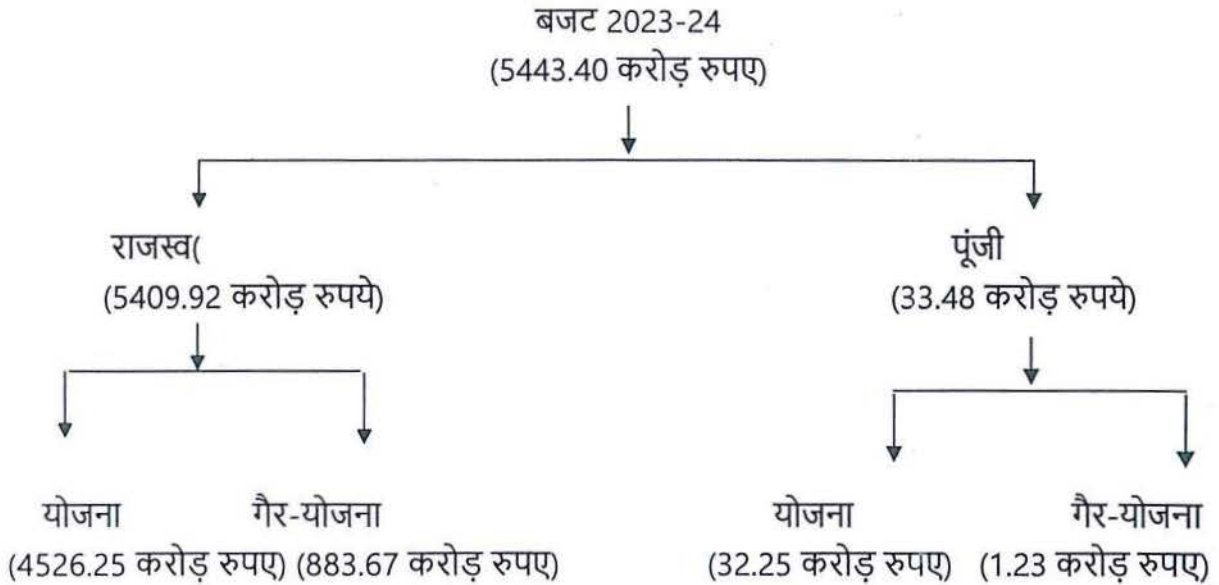 बजट 2023-24
(5443.40 करोड़ रुपए)
राजस्व(
(5409.92 करोड़ रुपये)
पूंजी
(33.48 करोड़ रुपये)
योजना
(4526.25 करोड़ रुपए)
गैर-योजना
(883.67 करोड़ रुपए)
योजना
(32.25 करोड़ रुपए)
गैर-योजना
(1.23 करोड़ रुपए)